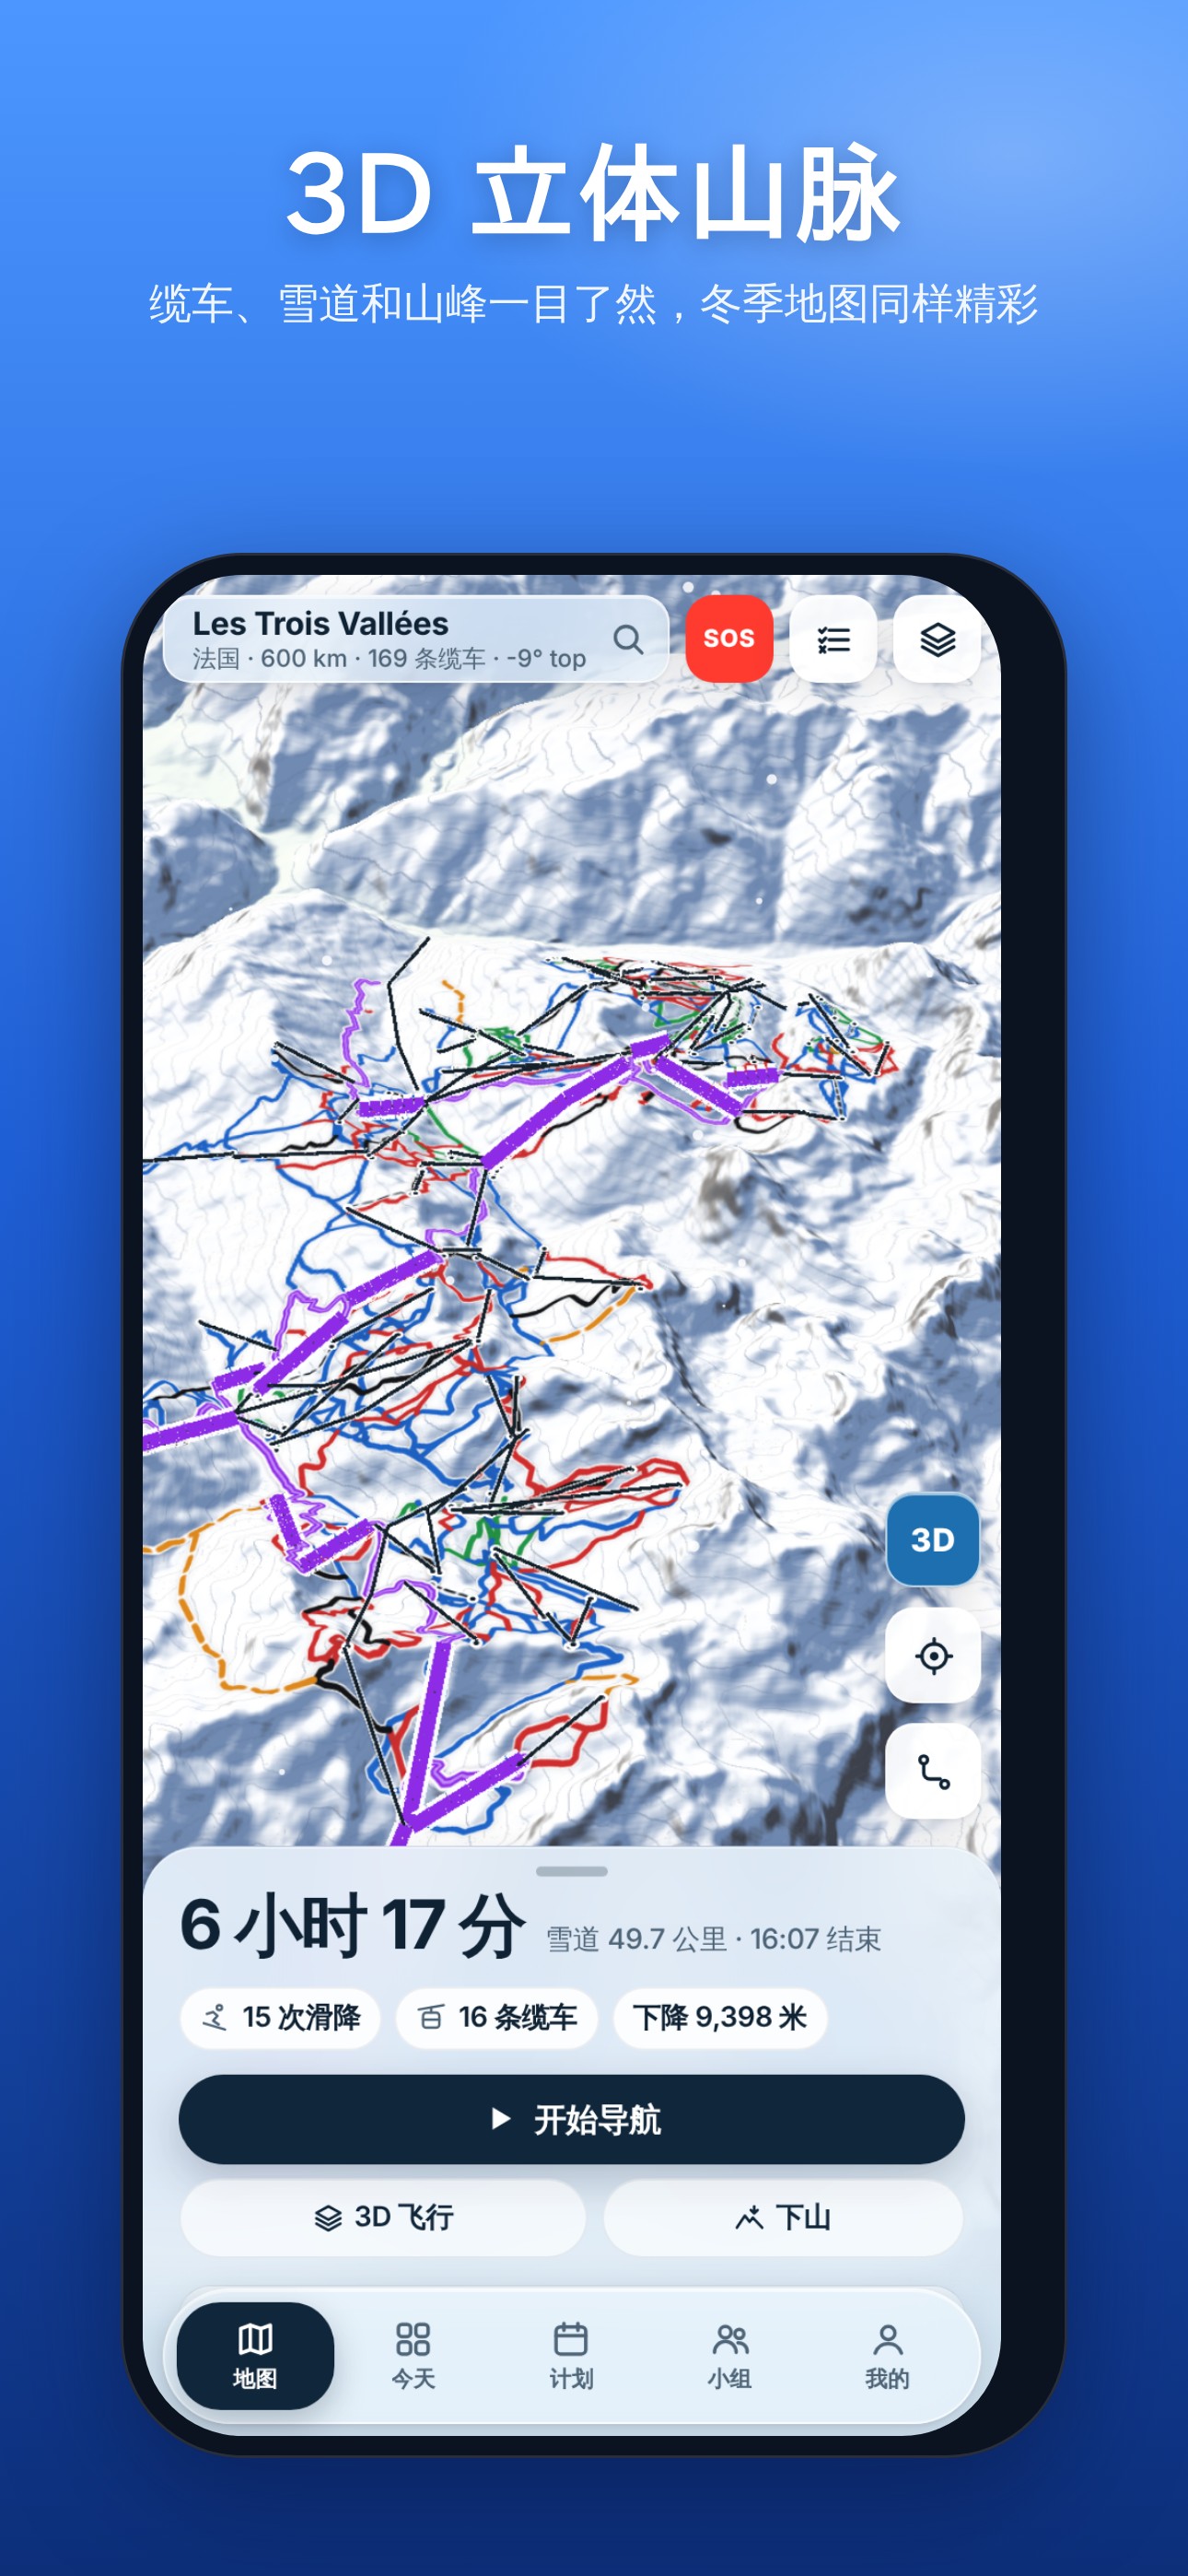 3D 立体山脉
缆车、雪道和山峰一目了然，冬季地图同样精彩
Les Trois Vallées
法国 · 600 km · 169 条缆车 · -9° top
SOS
3D
6 小时 17 分
雪道 49.7 公里 · 16:07 结束
15 次滑降
16 条缆车
下降 9,398 米
开始导航
3D 飞行
下山
地图
今天
计划
小组
我的